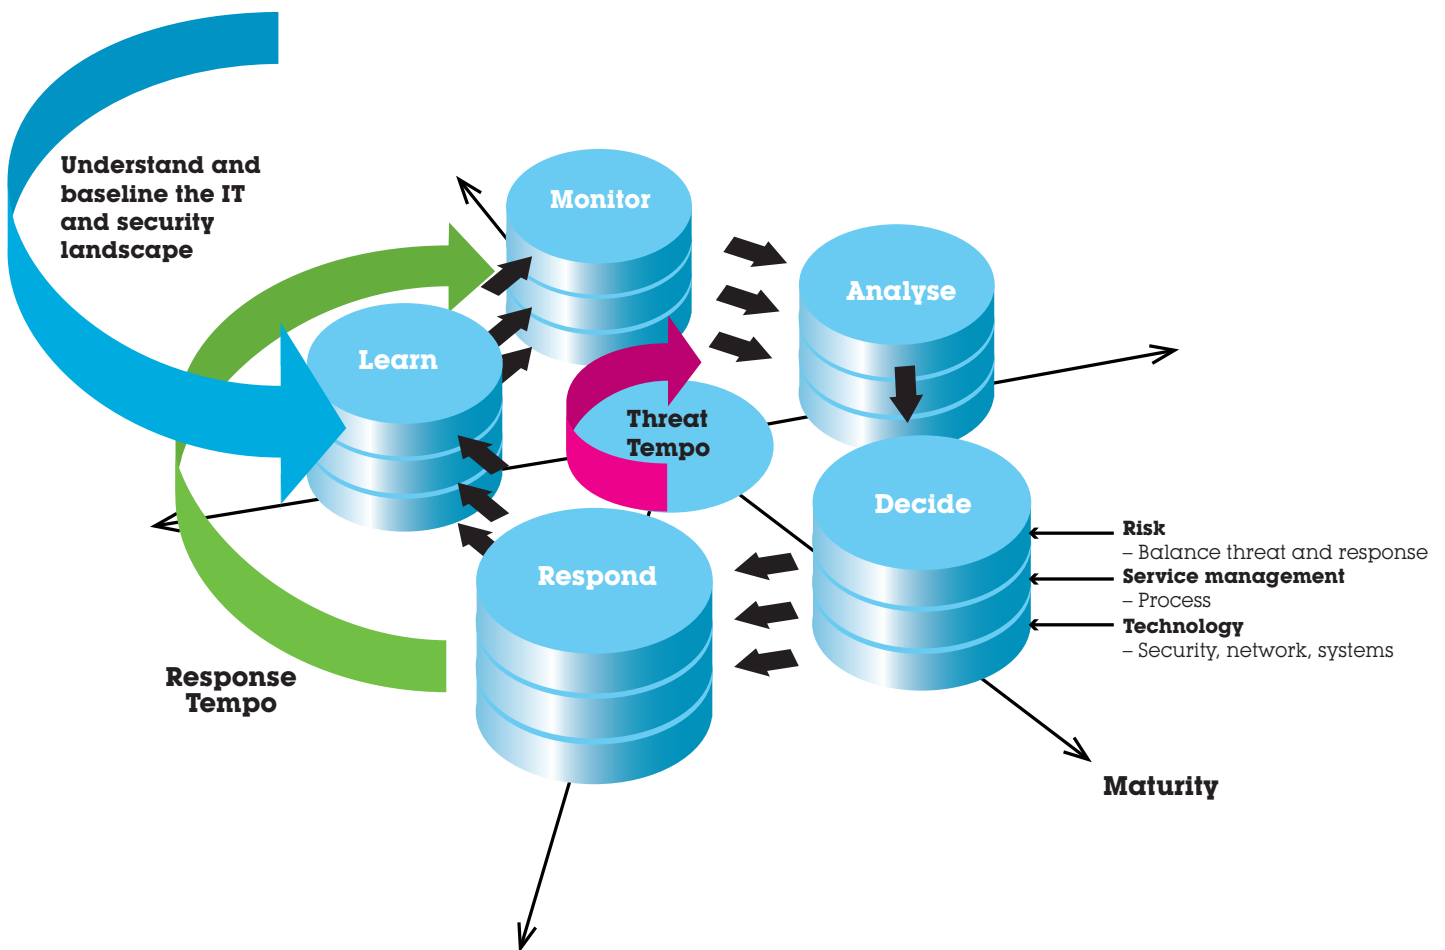 Understand and
baseline the IT
and security
landscape
Monitor
Analyse
Learn
Threat
Tempo
Decide
Respond
Risk
– Balance threat and response
Service management
– Process
Technology
– Security, network, systems
Response
Tempo
Maturity